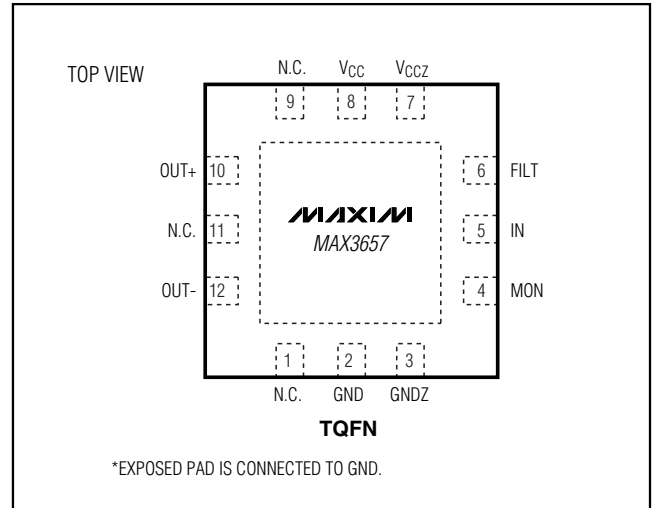 TOP VIEW
N.C. VCC VCCZ
9 8 7
OUT+ 10 6 FILT
MAXIM
N.C. 11 5 IN
MAX3657
OUT- 12 4 MON
1 2 3
N.C. GND GNDZ
TQFN
*EXPOSED PAD IS CONNECTED TO GND.